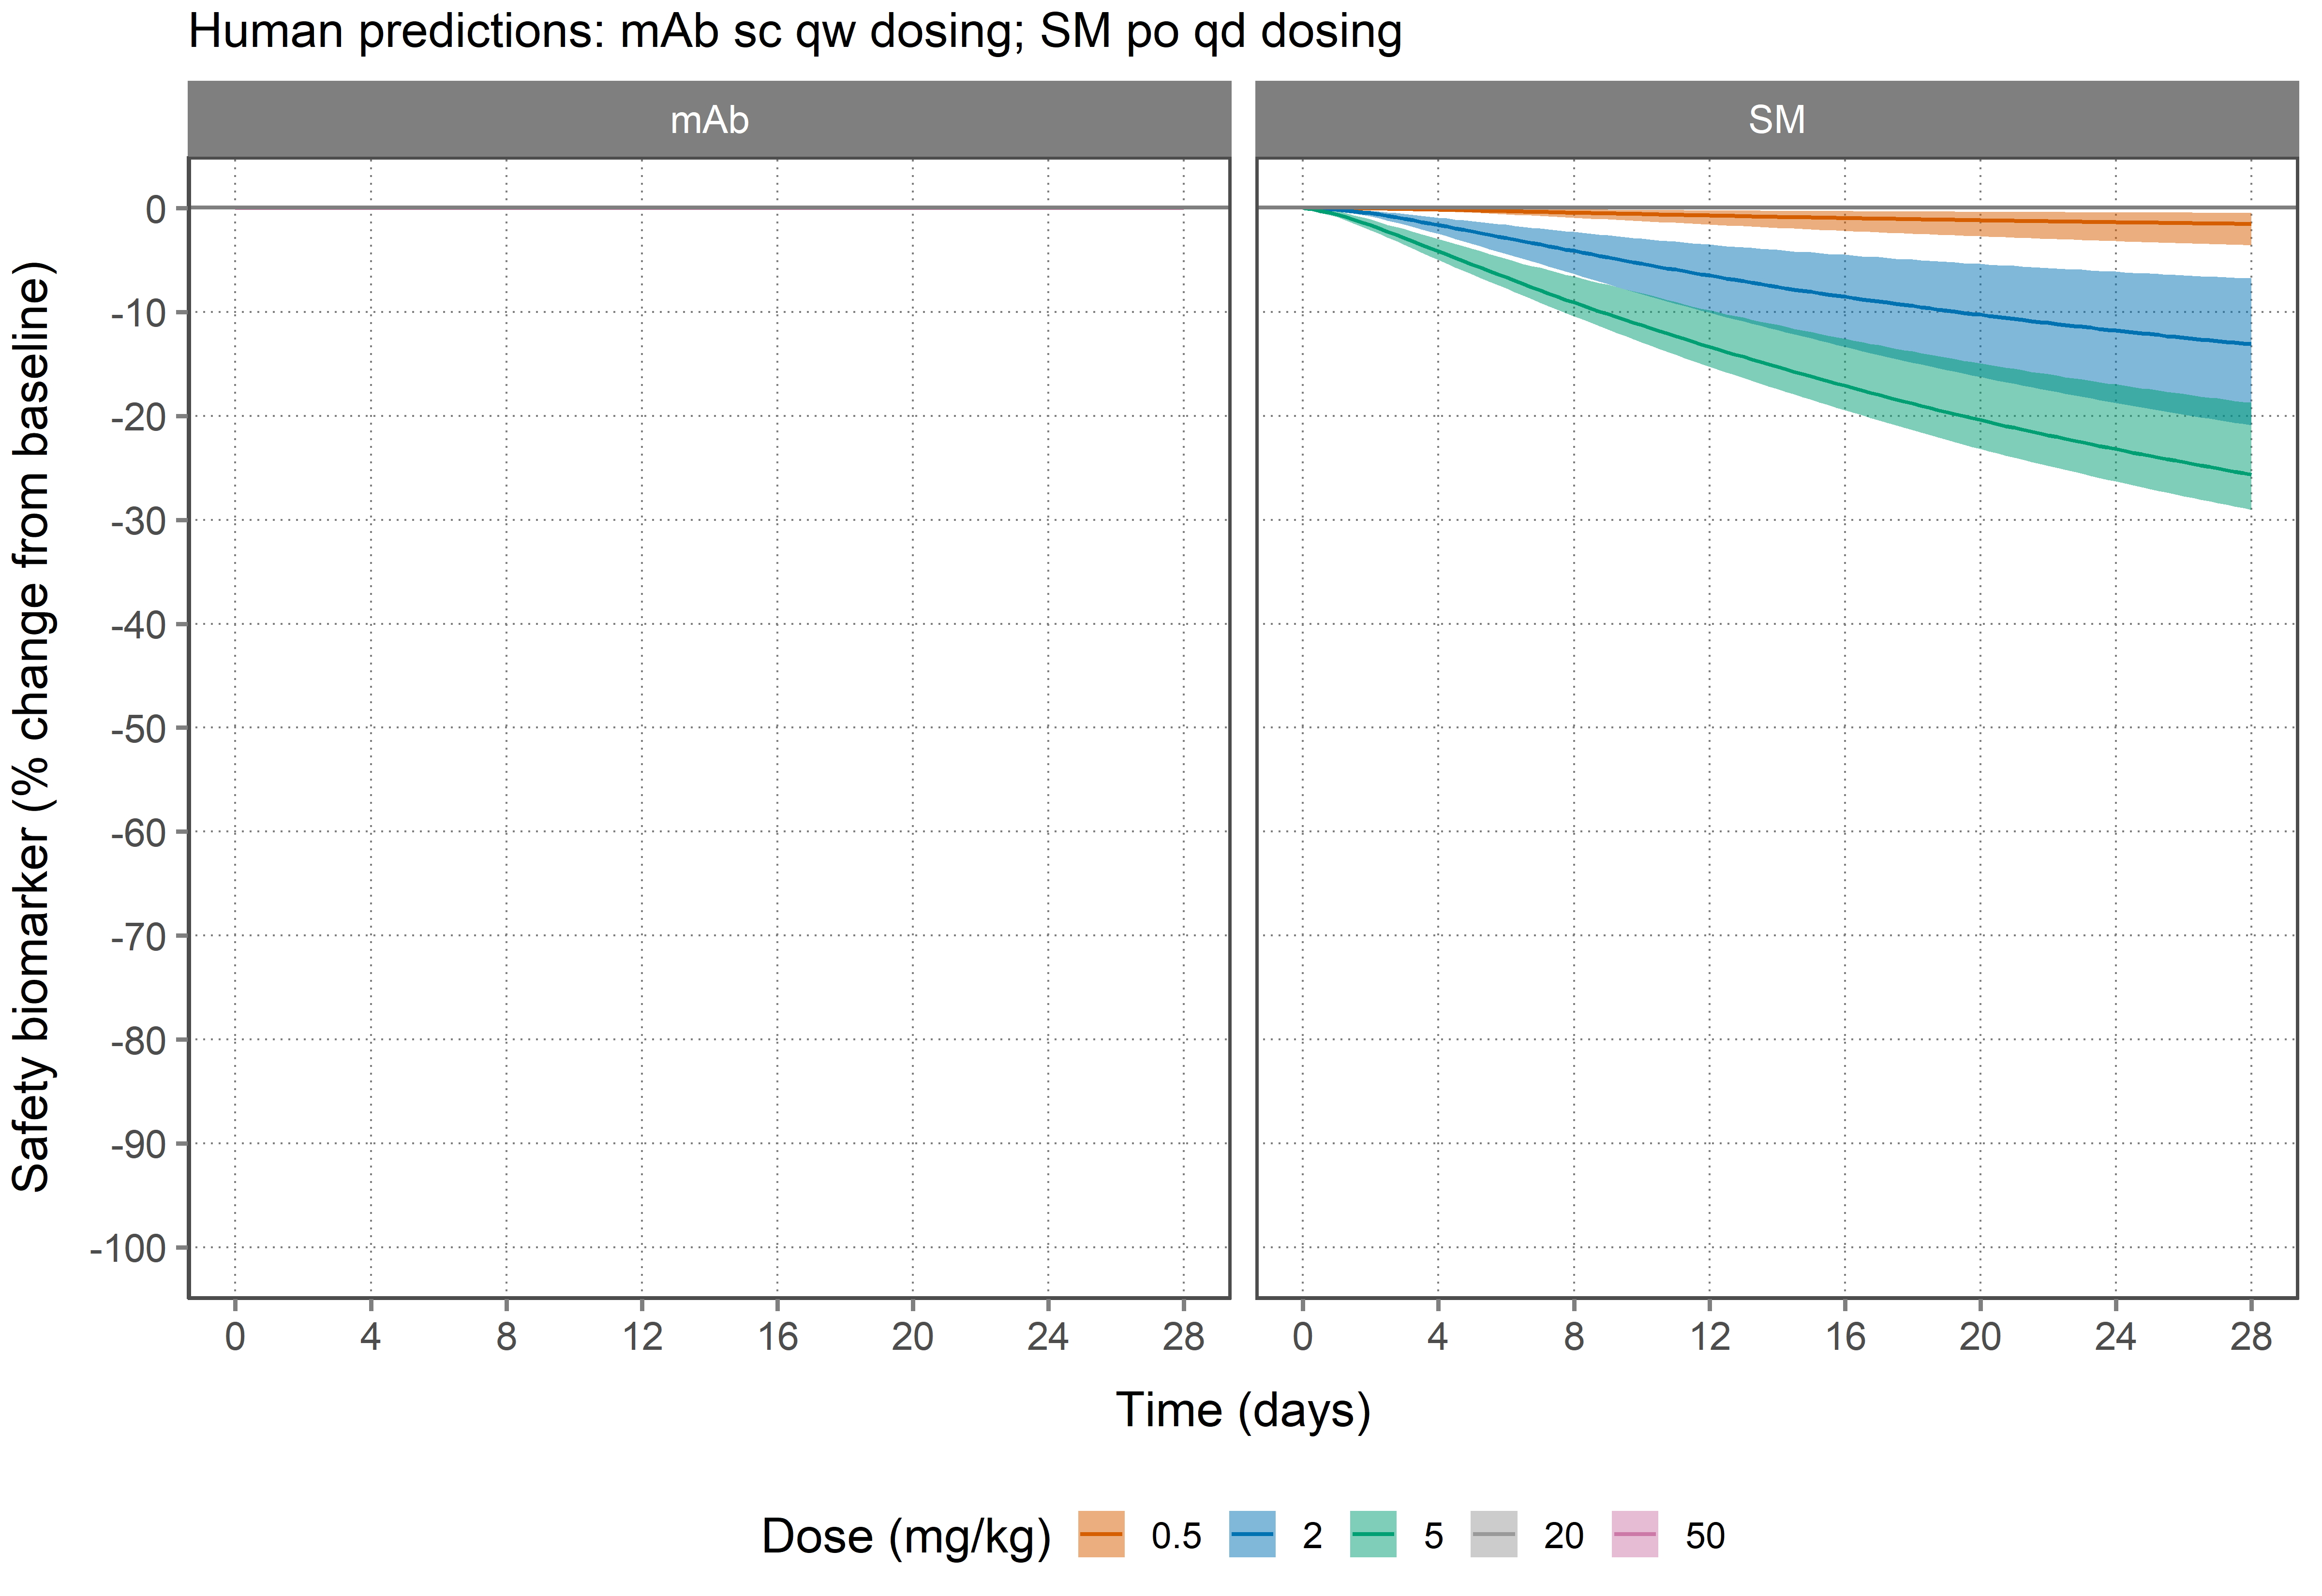 Human predictions: mAb sc qw dosing; SM po qd dosing
mAb
SM
Safety biomarker (% change from baseline)
0
-10
-20
-30
-40
-50
-60
-70
-80
-90
-100
0 4 8 12 16 20 24 28
0 4 8 12 16 20 24 28
Time (days)
Dose (mg/kg) 0.5 2 5 20 50